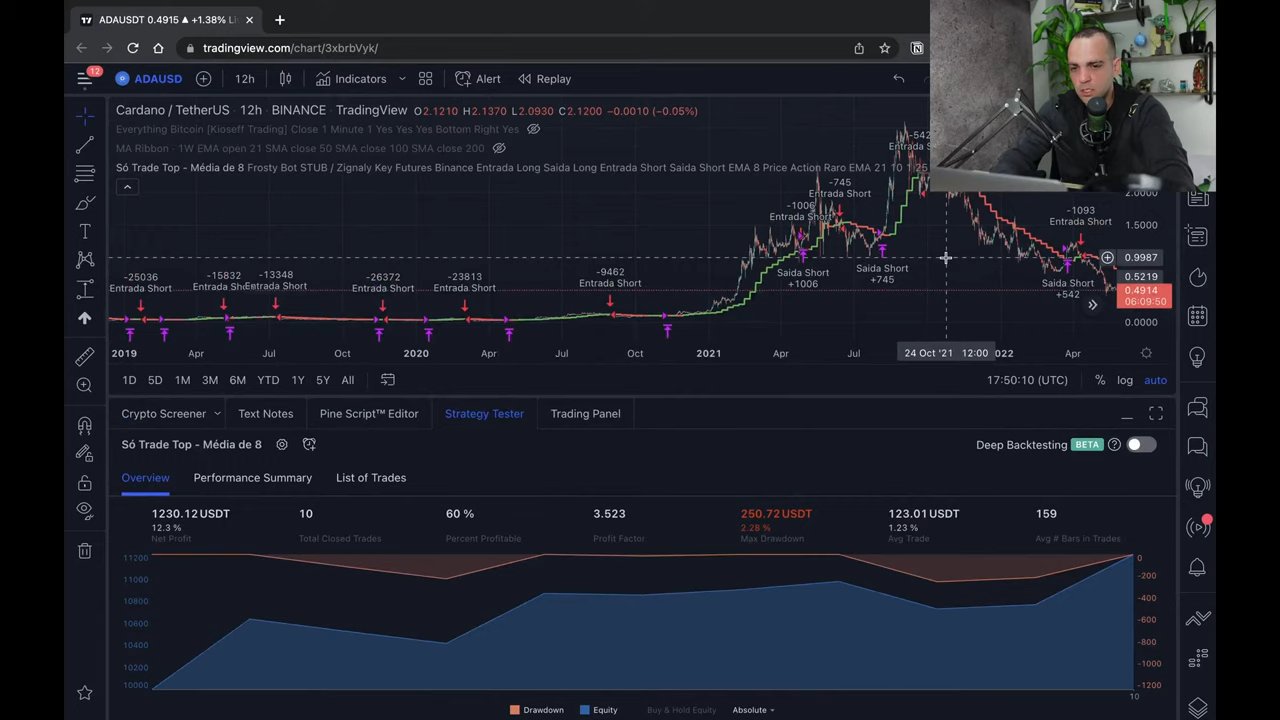 ADAUSDT 0.4915 ▲ +1.38%
tradingview.com/chart/3xbrbVyk/
12
ADAUSD 12h Indicators Alert Replay
Cardano / TetherUS · 12h · BINANCE · TradingView O2.1210 H2.1370 L2.0930 C2.1200 −0.0010 (−0.05%)
Everything Bitcoin [Kioseff Trading] Close 1 Minute 1 Yes Yes Yes Bottom Right Yes
MA Ribbon · 1W EMA open 21 SMA close 50 SMA close 100 SMA close 200
Só Trade Top - Média de 8 Frosty Bot STUB / Zignaly Key Futures Binance Entrada Long Saida Long Entrada Short Saida Short EMA 8 Price Action Raro EMA 21 10 1 25
-542
Entrada
-745
Entrada Short
-1006
Entrada Short
-1093
Entrada Short
-25036
Entrada Short
-15832
Entrada
-13348
Entrada Short
-26372
Entrada Short
-23813
Entrada Short
-9462
Entrada Short
Saida Short
+1006
Saida Short
+745
Saida Short
+542
2.0000
1.5000
0.9987
0.5219
0.4914
06:09:50
0.0000
2019 Apr Jul Oct 2020 Apr Jul Oct 2021 Apr Jul 24 Oct '21 12:00 022 Apr
1D 5D 1M 3M 6M YTD 1Y 5Y All 17:50:10 (UTC) % log auto
Crypto Screener Text Notes Pine Script™ Editor Strategy Tester Trading Panel
Só Trade Top - Média de 8 Deep Backtesting BETA
Overview Performance Summary List of Trades
1230.12 USDT 10 60 % 3.523 250.72 USDT 123.01 USDT 159
12.3 % 2.28 % 1.23 %
Net Profit Total Closed Trades Percent Profitable Profit Factor Max Drawdown Avg Trade Avg # Bars in Trades
11200
11000
10800
10600
10400
10200
10000
0
-200
-400
-600
-800
-1000
-1200
10
Drawdown Equity Buy & Hold Equity Absolute